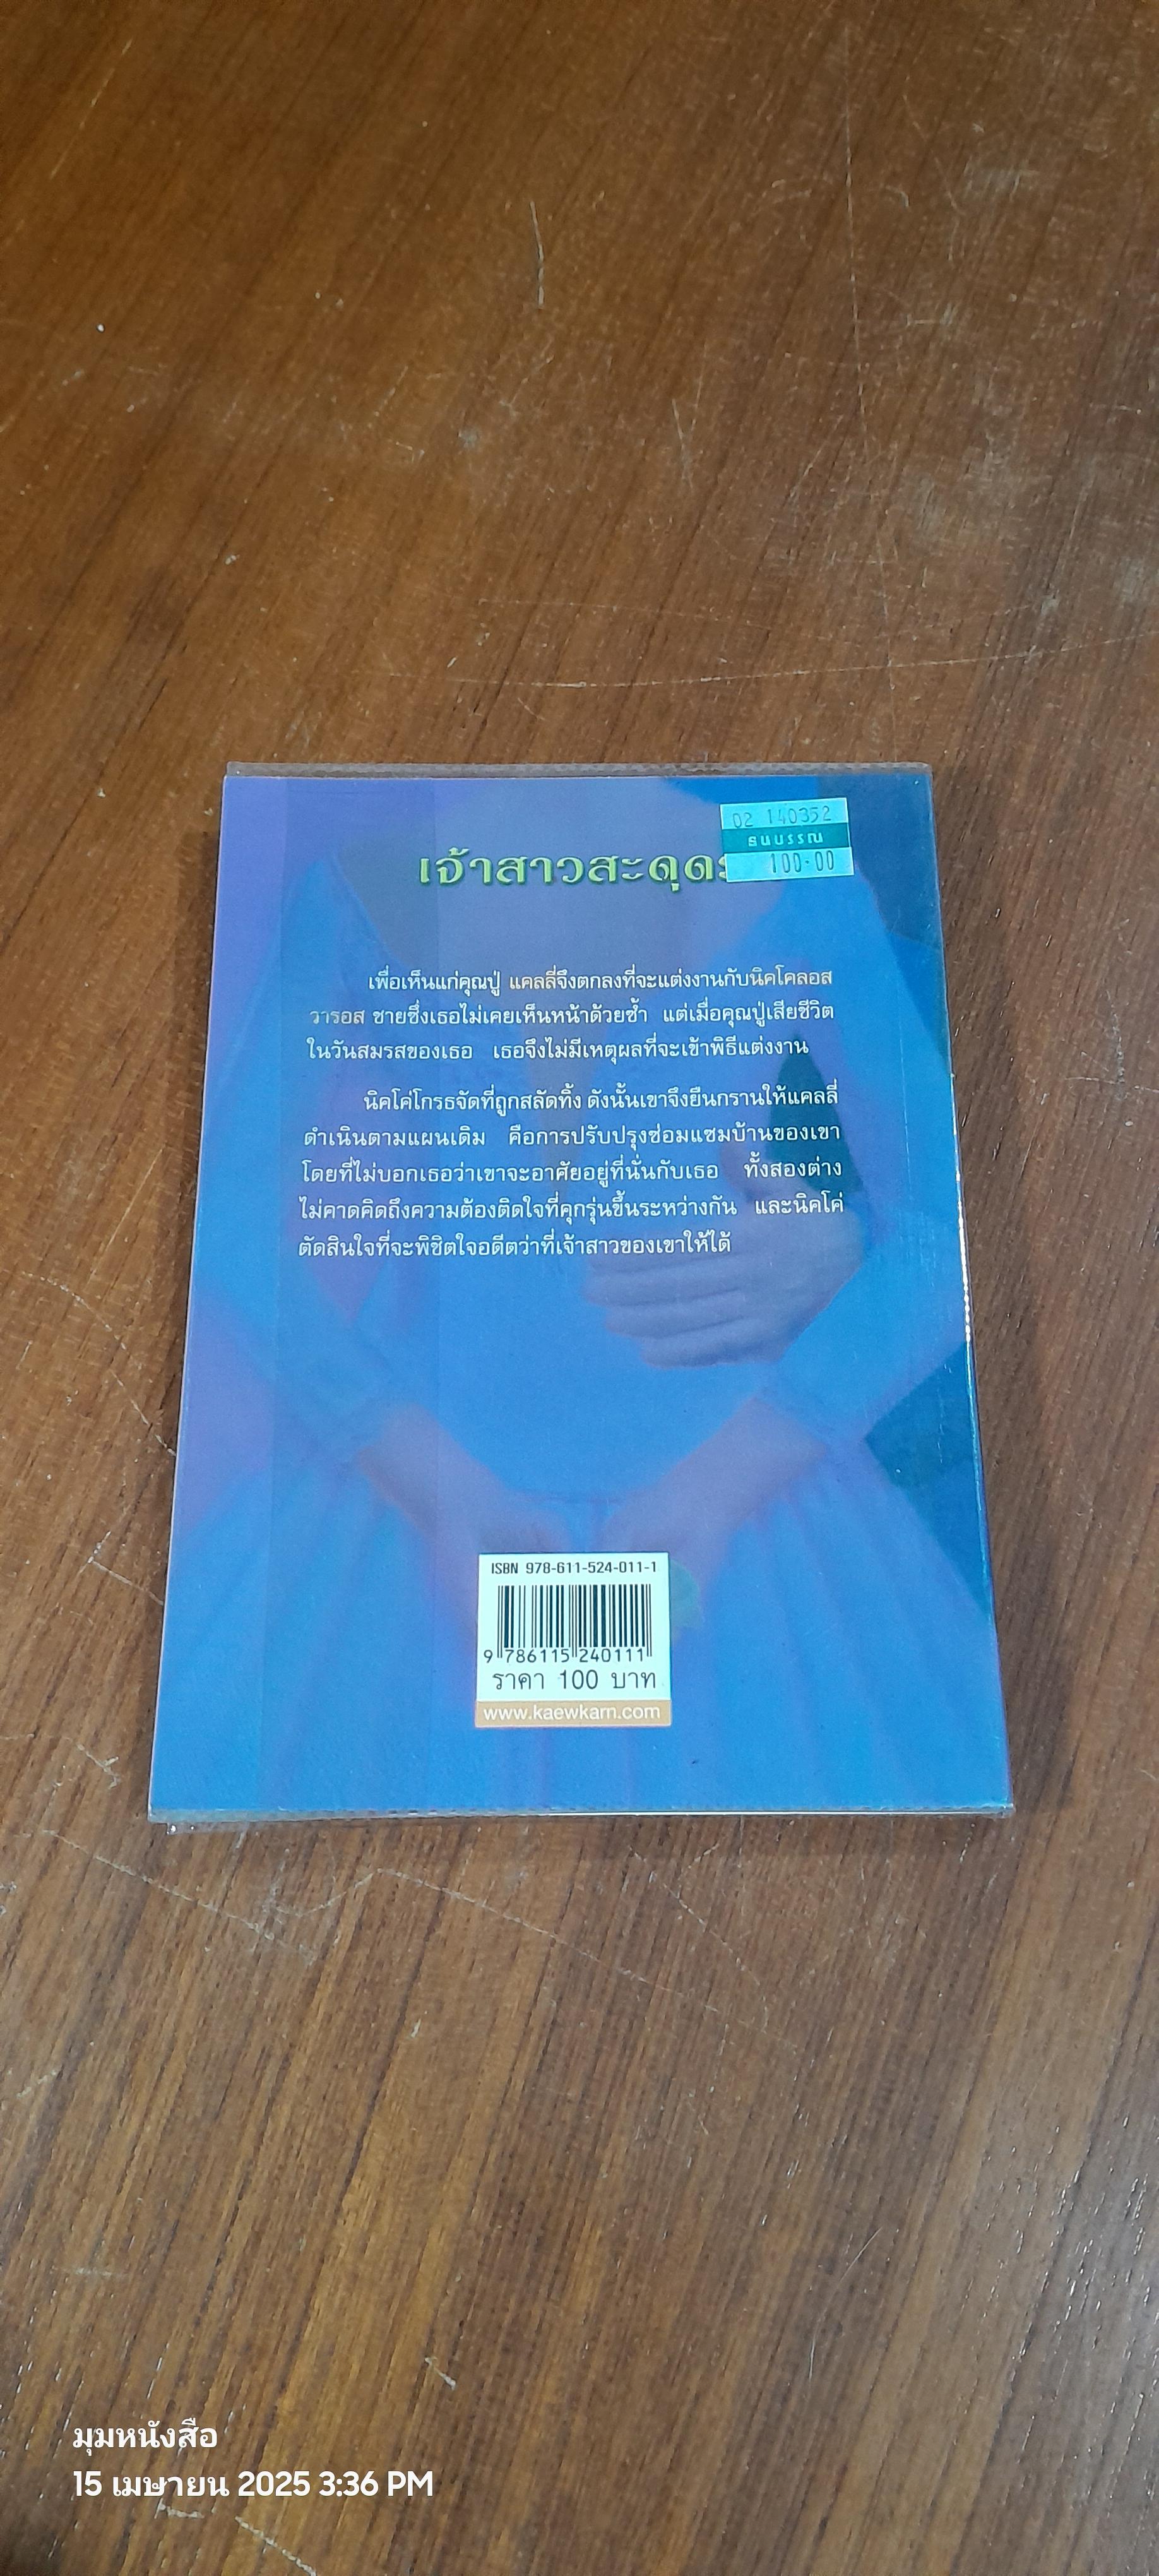 02 140352
ธนบรรณ
100.00
เจ้าสาวสะดุด
เพื่อเห็นแก่คุณปู่ แคลลี่จึงตกลงที่จะแต่งงานกับนิคโคลอส
วารอส ชายซึ่งเธอไม่เคยเห็นหน้าด้วยซ้ำ แต่เมื่อคุณปู่เสียชีวิต
ในวันสมรสของเธอ เธอจึงไม่มีเหตุผลที่จะเข้าพิธีแต่งงาน
นิคโค่โกรธจัดที่ถูกสลัดทิ้ง ดังนั้นเขาจึงยืนกรานให้แคลลี่
ดำเนินตามแผนเดิม คือการปรับปรุงซ่อมแซมบ้านของเขา
โดยที่ไม่บอกเธอว่าเขาจะอาศัยอยู่ที่นั่นกับเธอ ทั้งสองต่าง
ไม่คาดคิดถึงความต้องติดใจที่คุกรุ่นขึ้นระหว่างกัน และนิคโค่
ตัดสินใจที่จะพิชิตใจอดีตว่าที่เจ้าสาวของเขาให้ได้
ISBN 978-611-524-011-1
9 786115 240111
ราคา 100 บาท
www.kaewkarn.com
มุมหนังสือ
15 เมษายน 2025 3:36 PM